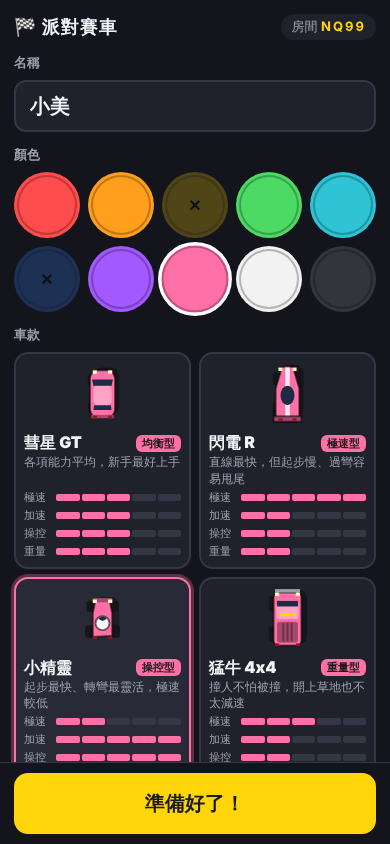 🏁 派對賽車
房間 NQ99
名稱
小美
顏色
×
×
車款
彗星 GT
均衡型
各項能力平均，新手最好上手
極速
加速
操控
重量
閃電 R
極速型
直線最快，但起步慢、過彎容
易甩尾
極速
加速
操控
重量
小精靈
操控型
起步最快、轉彎最靈活，極速
較低
極速
加速
操控
猛牛 4x4
重量型
撞人不怕被撞，開上草地也不
太減速
極速
加速
操控
準備好了！